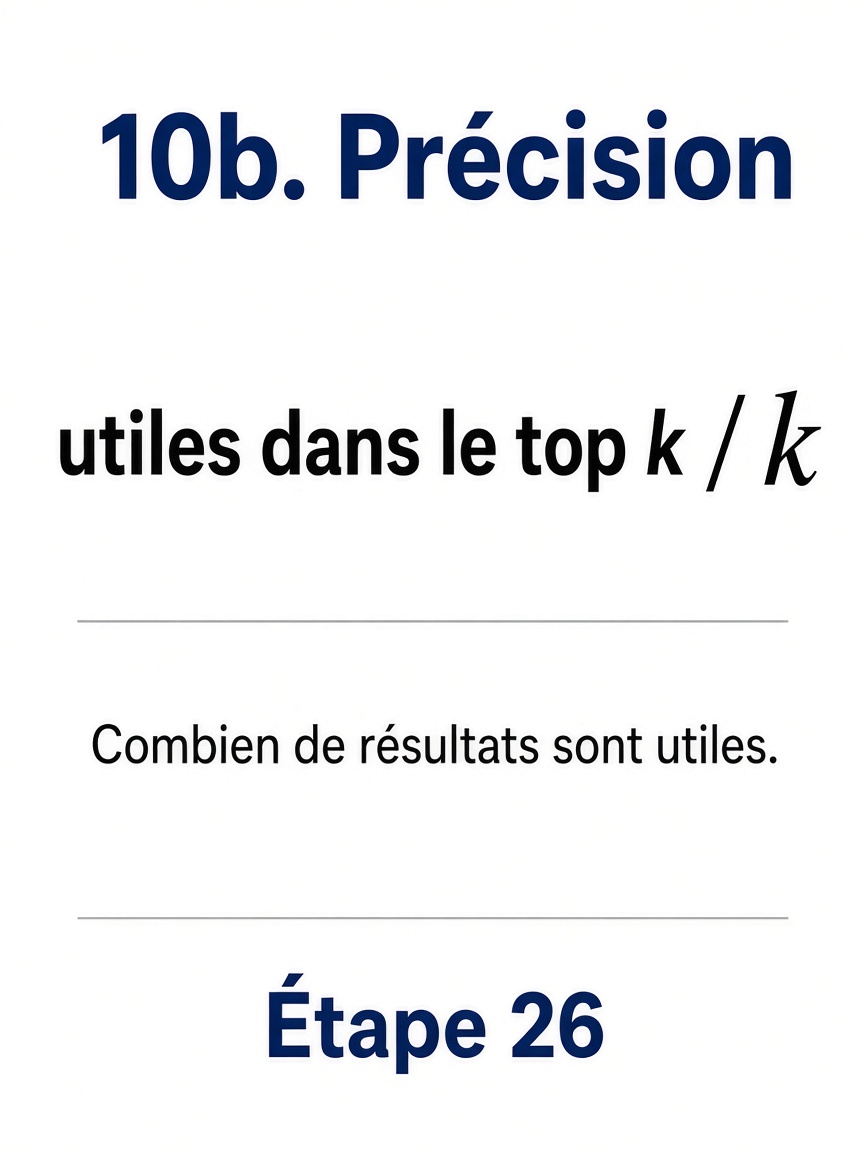 10b. Précision
utiles dans le top k / k
Combien de résultats sont utiles.
Étape 26